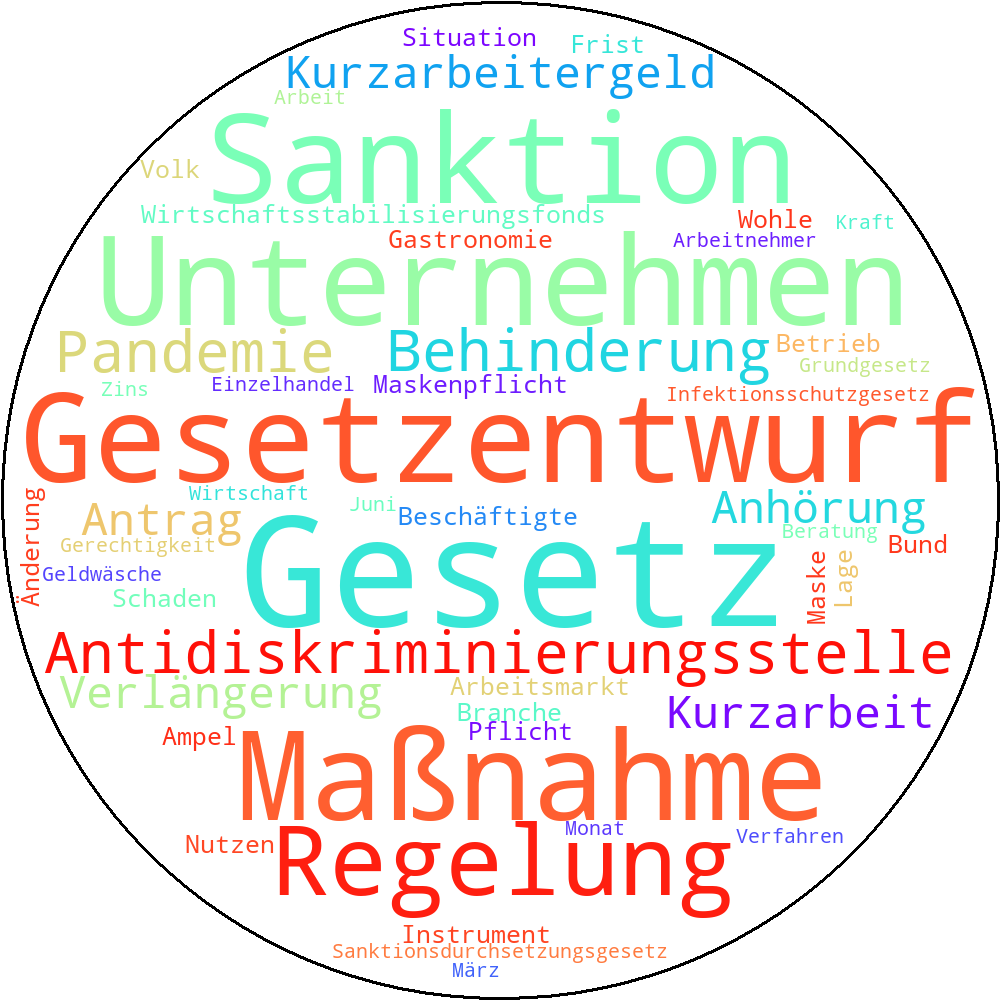 Situation
Frist
Kurzarbeitergeld
Arbeit
Sanktion
Volk
Wirtschaftsstabilisierungsfonds
Wohle
Kraft
Gastronomie
Arbeitnehmer
Unternehmen
Pandemie
Behinderung
Betrieb
Grundgesetz
Zins
Einzelhandel
Maskenpflicht
Infektionsschutzgesetz
Gesetzentwurf
Änderung
Wirtschaft
Juni
Antrag
Beschäftigte
Anhörung
Gerechtigkeit
Beratung
Bund
Geldwäsche
Gesetz
Maske
Lage
Schaden
Antidiskriminierungsstelle
Verlängerung
Arbeitsmarkt
Branche
Kurzarbeit
Ampel
Pflicht
Maßnahme
Nutzen
Monat
Verfahren
Regelung
Instrument
Sanktionsdurchsetzungsgesetz
März